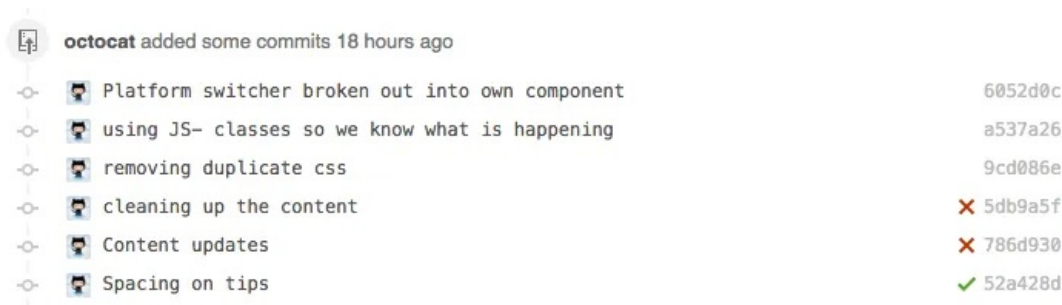 octocat added some commits 18 hours ago
Platform switcher broken out into own component 6052d0c
using JS- classes so we know what is happening a537a26
removing duplicate css 9cd086e
cleaning up the content 5db9a5f
Content updates 786d930
Spacing on tips 52a428d